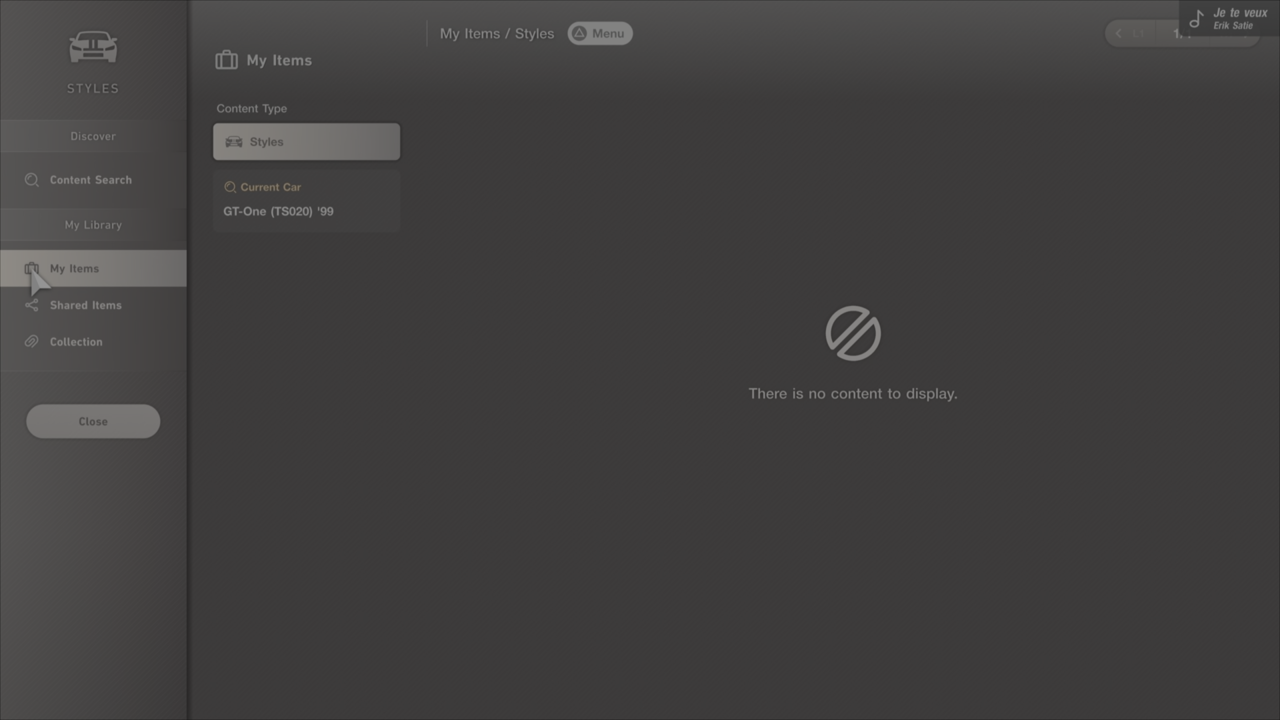 STYLES
Discover
Content Search
My Library
My Items
Shared Items
Collection
Close
My Items / Styles
Menu
Je te veux
Erik Satie
My Items
Content Type
Styles
Current Car
GT-One (TS020) '99
There is no content to display.